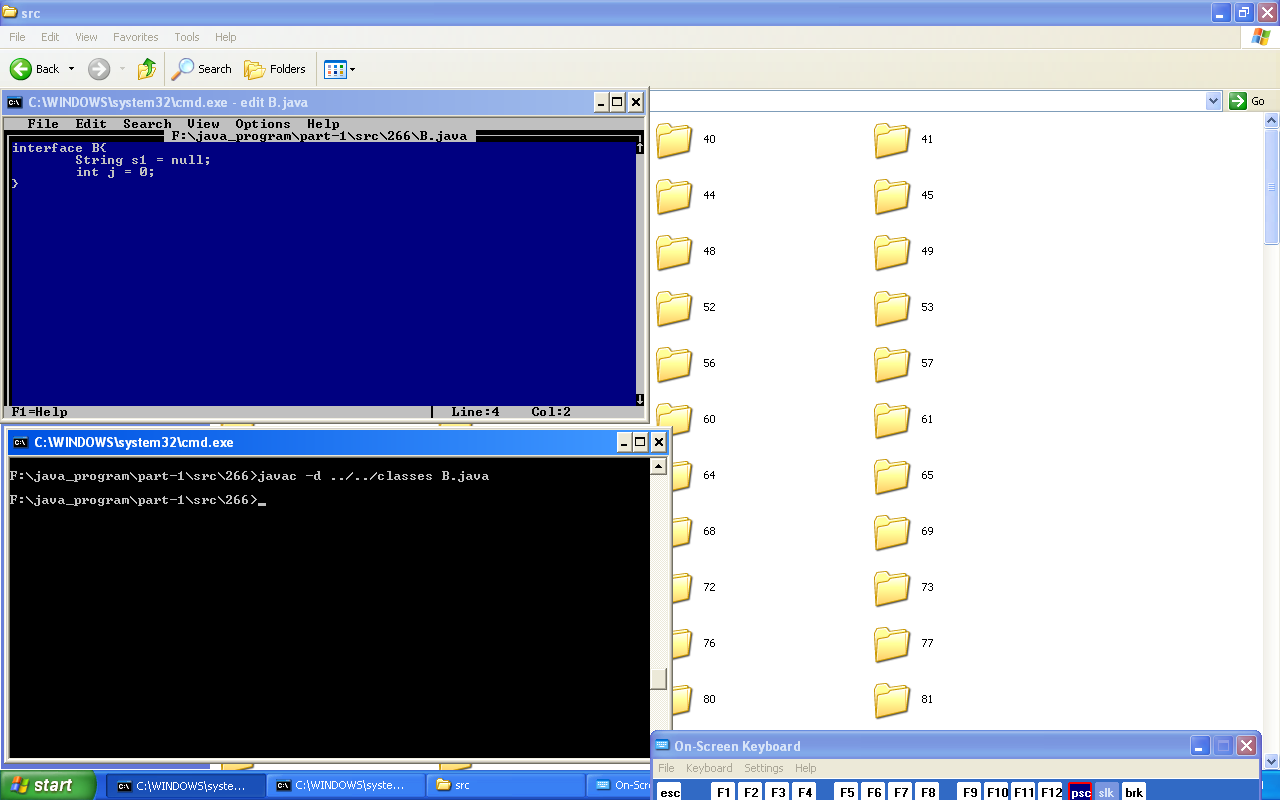 src
File Edit View Favorites Tools Help
Back Search Folders
Go
C:\WINDOWS\system32\cmd.exe - edit B.java
File Edit Search View Options Help
F:\java_program\part-1\src\266\B.java
interface B{
String s1 = null;
int j = 0;
}
F1=Help Line:4 Col:2
C:\WINDOWS\system32\cmd.exe
F:\java_program\part-1\src\266>javac -d ../../classes B.java
F:\java_program\part-1\src\266>_
40 41
44 45
48 49
52 53
56 57
60 61
64 65
68 69
72 73
76 77
80 81
On-Screen Keyboard
File Keyboard Settings Help
esc F1 F2 F3 F4 F5 F6 F7 F8 F9 F10 F11 F12 psc slk brk
start C:\WINDOWS\syste... C:\WINDOWS\syste... src On-Scr